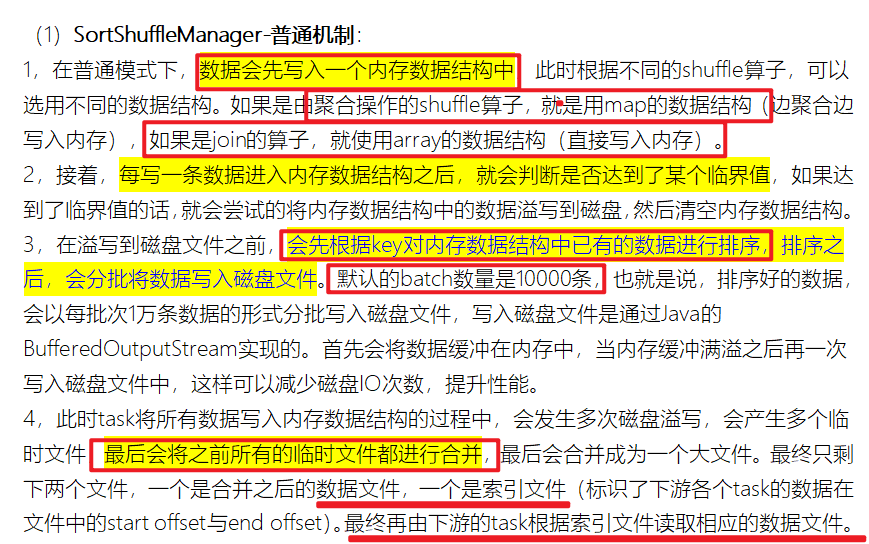 （1）SortShuffleManager-普通机制：
1，在普通模式下，数据会先写入一个内存数据结构中 此时根据不同的shuffle算子，可以
选用不同的数据结构。如果是由聚合操作的shuffle算子，就是用map的数据结构（边聚合边
写入内存），如果是join的算子，就使用array的数据结构（直接写入内存）。
2，接着，每写一条数据进入内存数据结构之后，就会判断是否达到了某个临界值，如果达
到了临界值的话，就会尝试的将内存数据结构中的数据溢写到磁盘，然后清空内存数据结构。
3，在溢写到磁盘文件之前，会先根据key对内存数据结构中已有的数据进行排序，排序之
后，会分批将数据写入磁盘文件。默认的batch数量是10000条，也就是说，排序好的数据，
会以每批次1万条数据的形式分批写入磁盘文件，写入磁盘文件是通过Java的
BufferedOutputStream实现的。首先会将数据缓冲在内存中，当内存缓冲满溢之后再一次
写入磁盘文件中，这样可以减少磁盘IO次数，提升性能。
4，此时task将所有数据写入内存数据结构的过程中，会发生多次磁盘溢写，会产生多个临
时文件 最后会将之前所有的临时文件都进行合并，最后会合并成为一个大文件。最终只剩
下两个文件，一个是合并之后的数据文件，一个是索引文件（标识了下游各个task的数据在
文件中的start offset与end offset）。最终再由下游的task根据索引文件读取相应的数据文件。